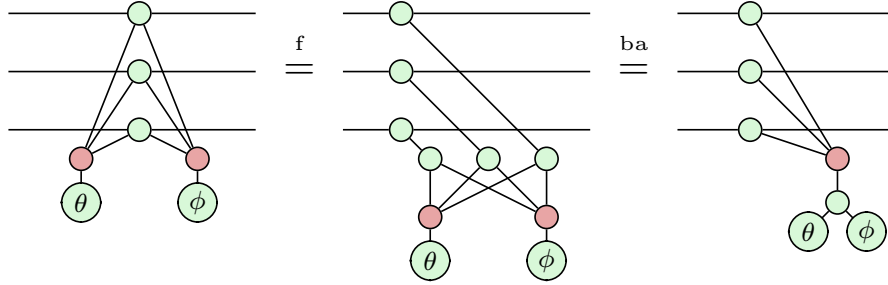 f
=
ba
=
θ ϕ
θ ϕ
θ ϕ